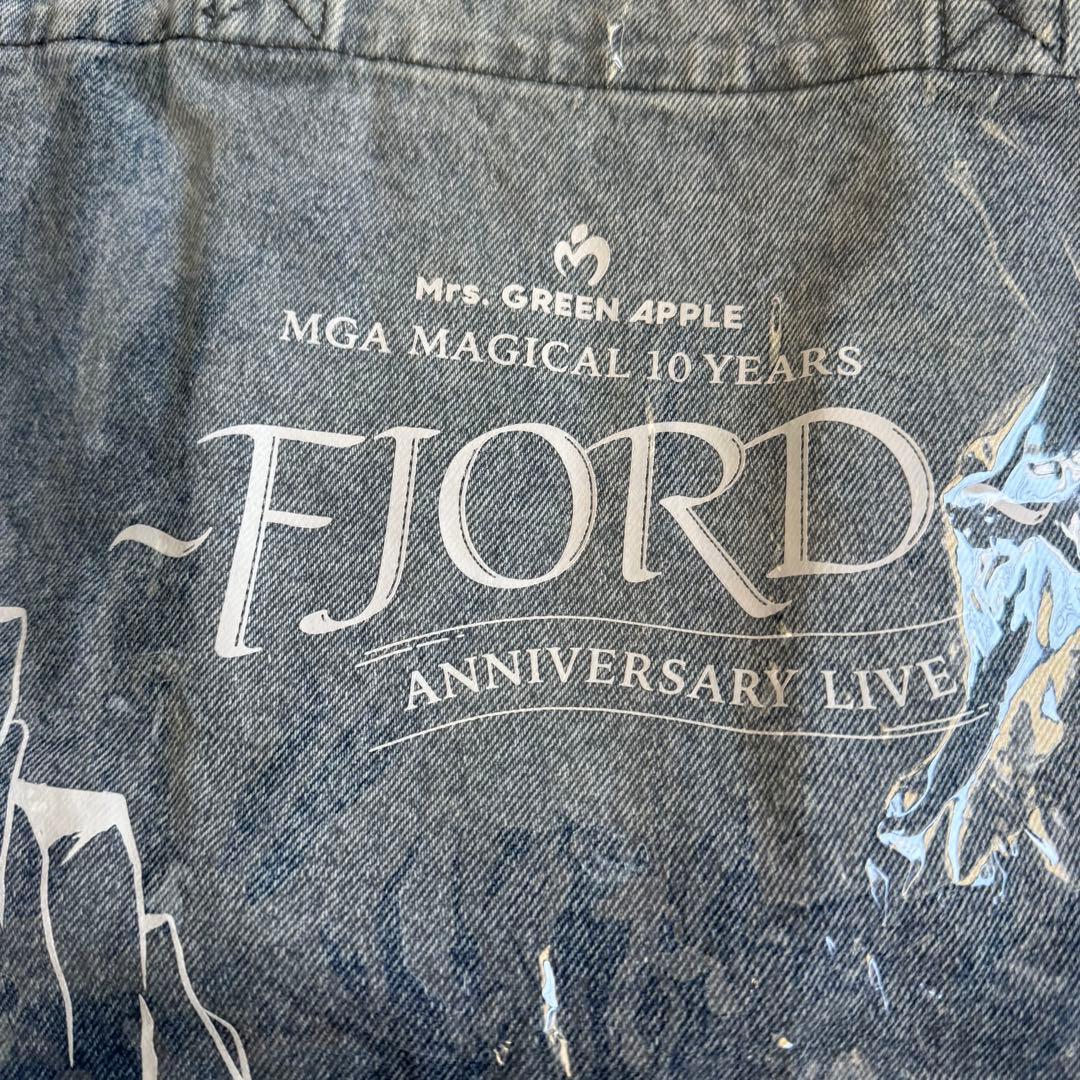 Mrs. GREEN APPLE
MGA MAGICAL 10 YEARS
~FJORD~
ANNIVERSARY LIVE